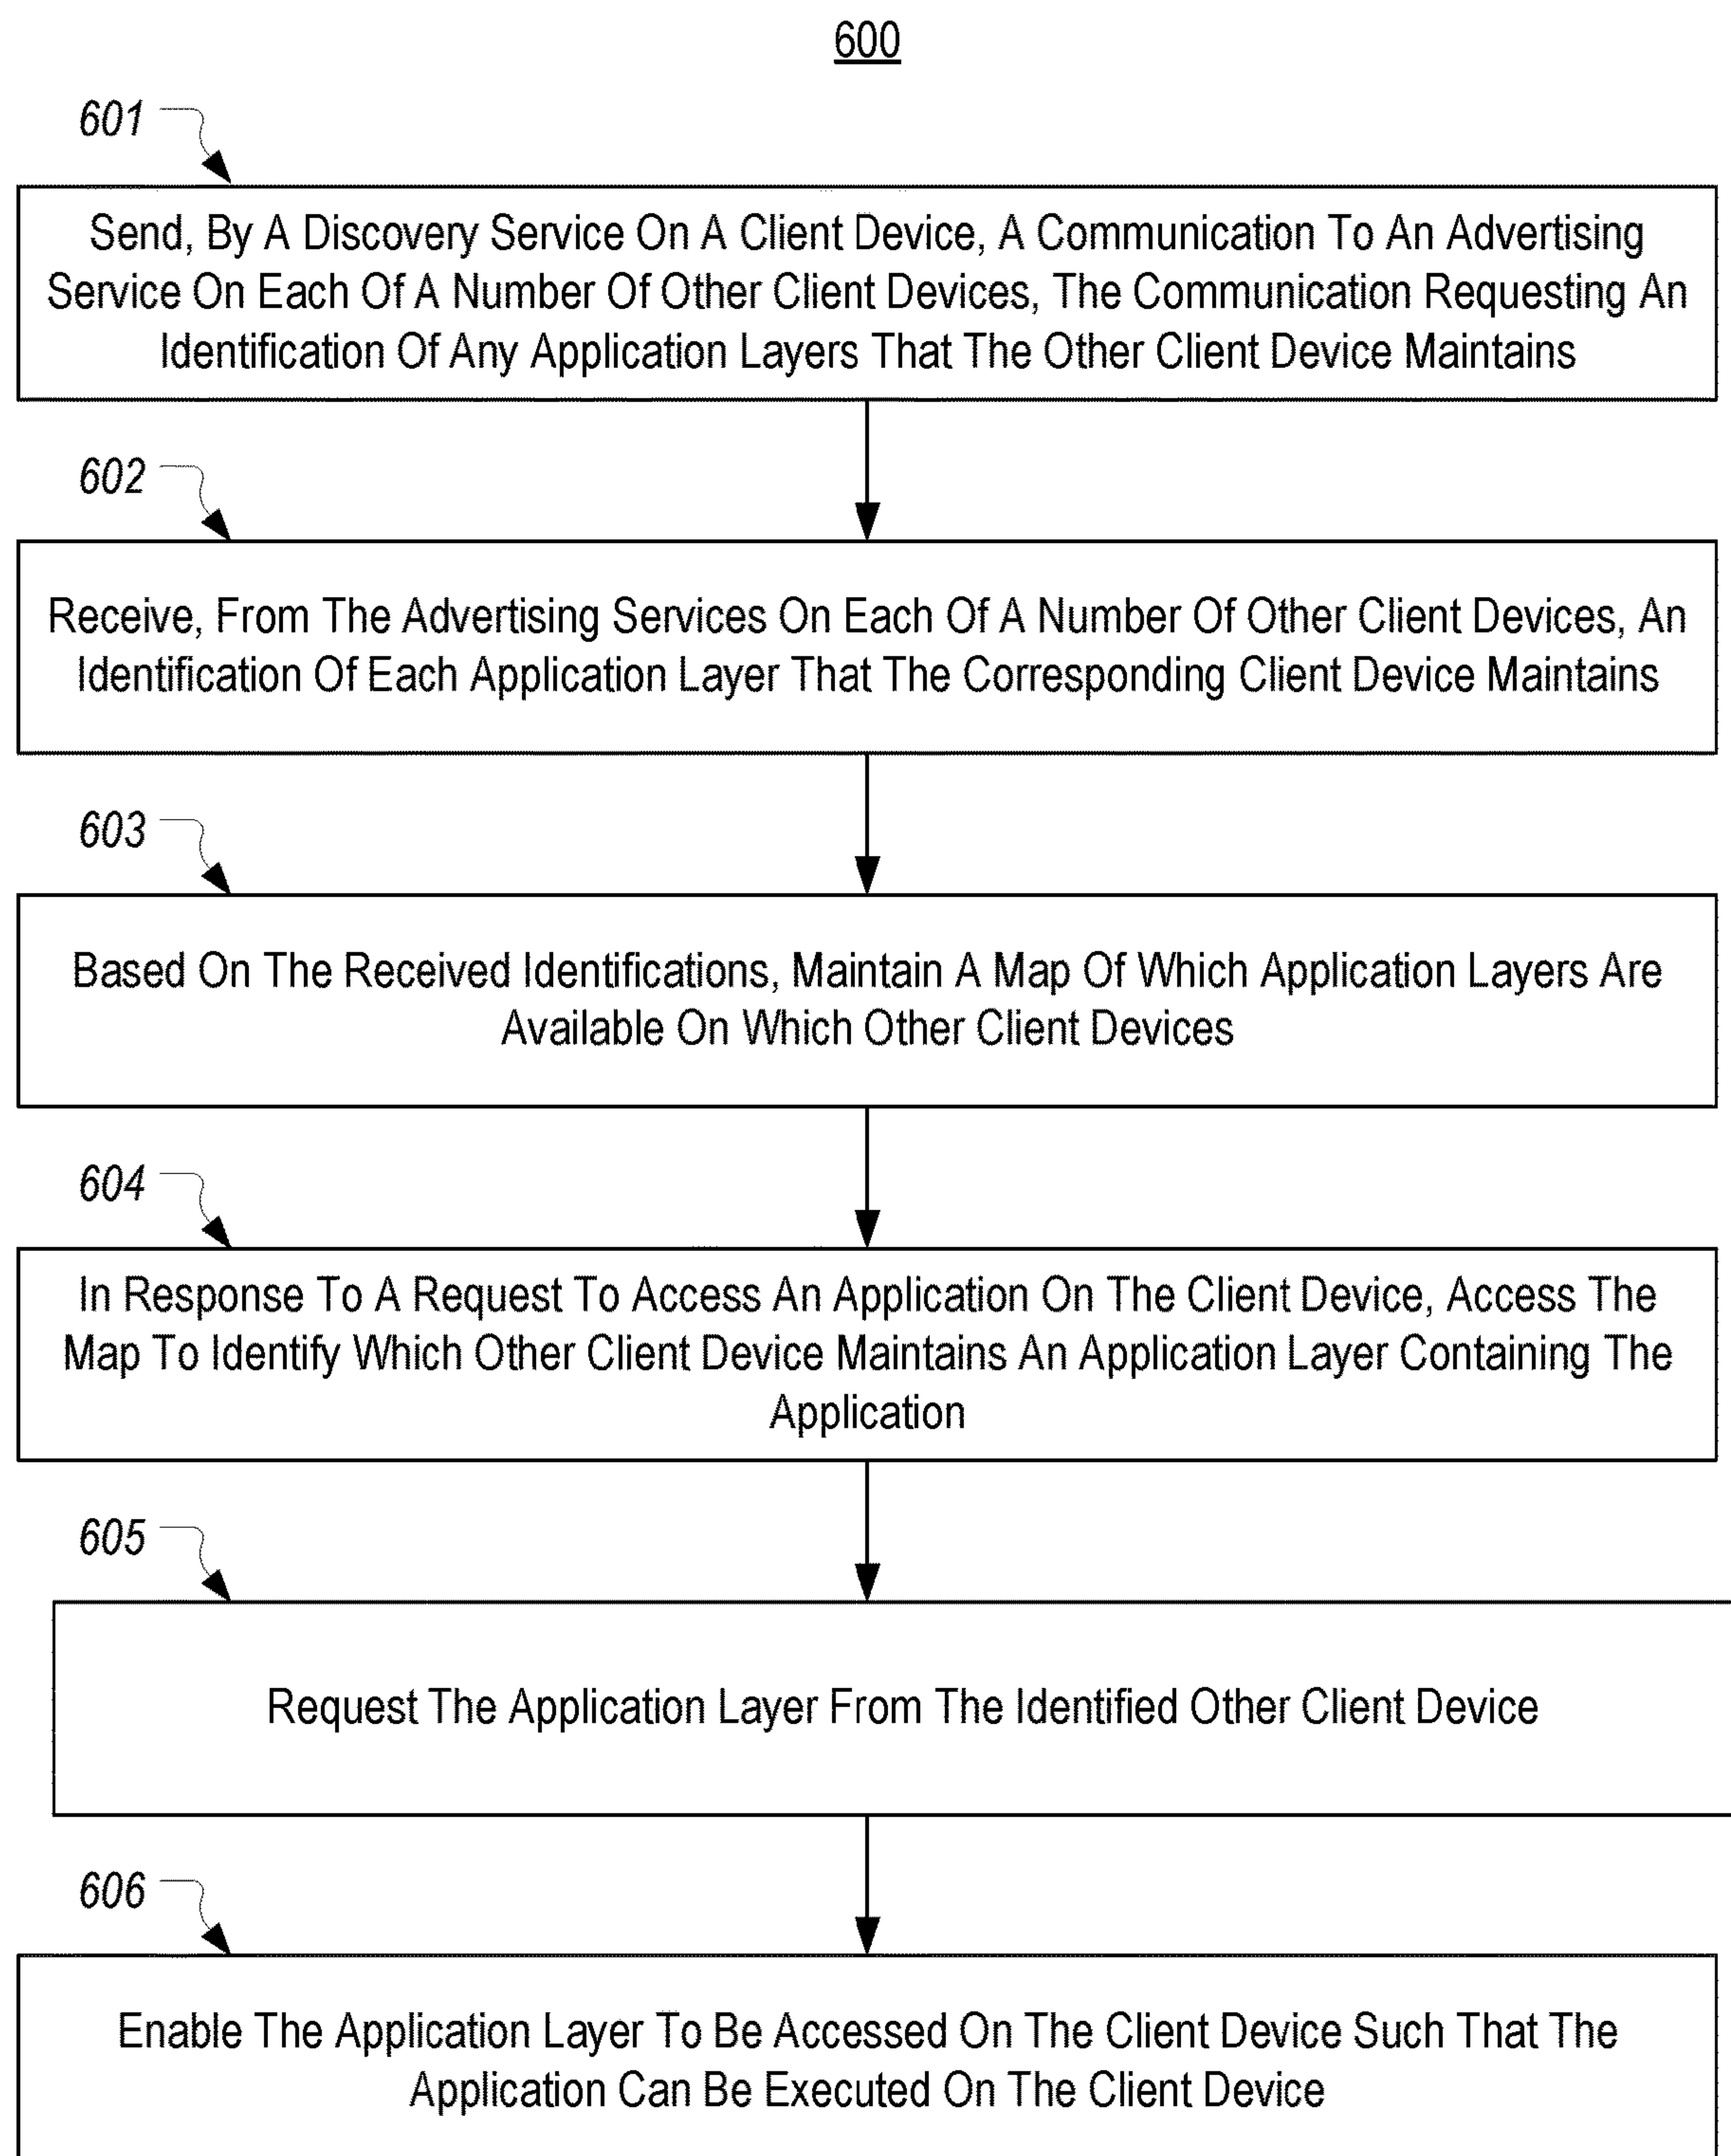 600
601
Send, By A Discovery Service On A Client Device, A Communication To An Advertising
Service On Each Of A Number Of Other Client Devices, The Communication Requesting An
Identification Of Any Application Layers That The Other Client Device Maintains
602
Receive, From The Advertising Services On Each Of A Number Of Other Client Devices, An
Identification Of Each Application Layer That The Corresponding Client Device Maintains
603
Based On The Received Identifications, Maintain A Map Of Which Application Layers Are
Available On Which Other Client Devices
604
In Response To A Request To Access An Application On The Client Device, Access The
Map To Identify Which Other Client Device Maintains An Application Layer Containing The
Application
605
Request The Application Layer From The Identified Other Client Device
606
Enable The Application Layer To Be Accessed On The Client Device Such That The
Application Can Be Executed On The Client Device